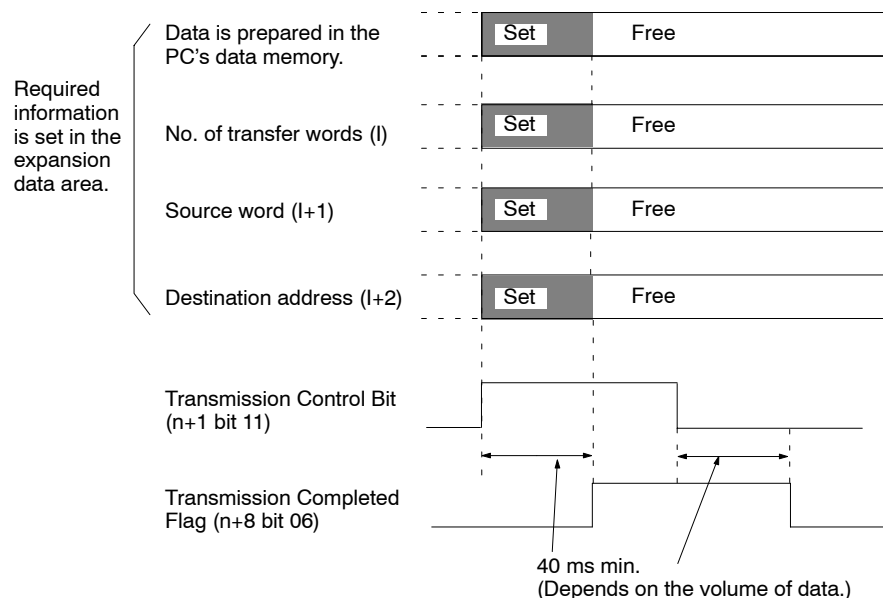 Required
information
is set in the
expansion
data area.
Data is prepared in the
PC's data memory.
Set
Free
No. of transfer words (I)
Set
Free
Source word (I+1)
Set
Free
Destination address (I+2)
Set
Free
Transmission Control Bit
(n+1 bit 11)
Transmission Completed
Flag (n+8 bit 06)
40 ms min.
(Depends on the volume of data.)